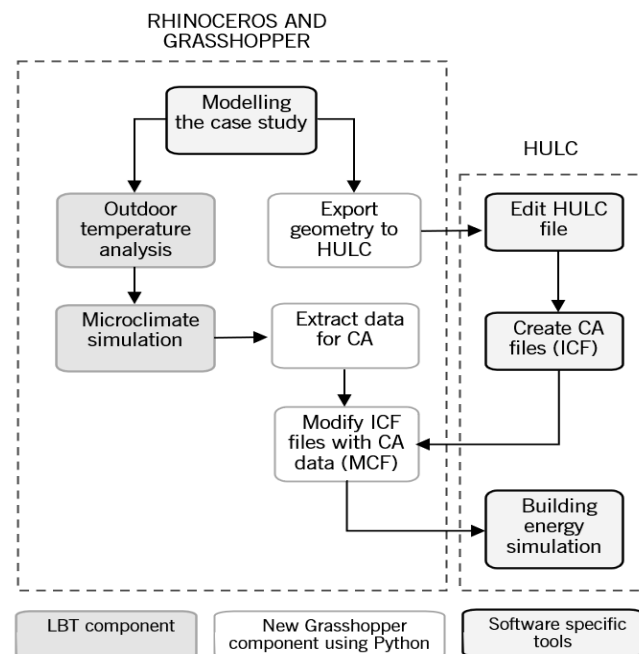 RHINOCEROS AND
GRASSHOPPER
Modelling
the case study
HULC
Outdoor
temperature
analysis
Export
geometry to
HULC
Edit HULC
file
Microclimate
simulation
Extract data
for CA
Create CA
files (ICF)
Modify ICF
files with CA
data (MCF)
Building
energy
simulation
LBT component
New Grasshopper
component using Python
Software specific
tools